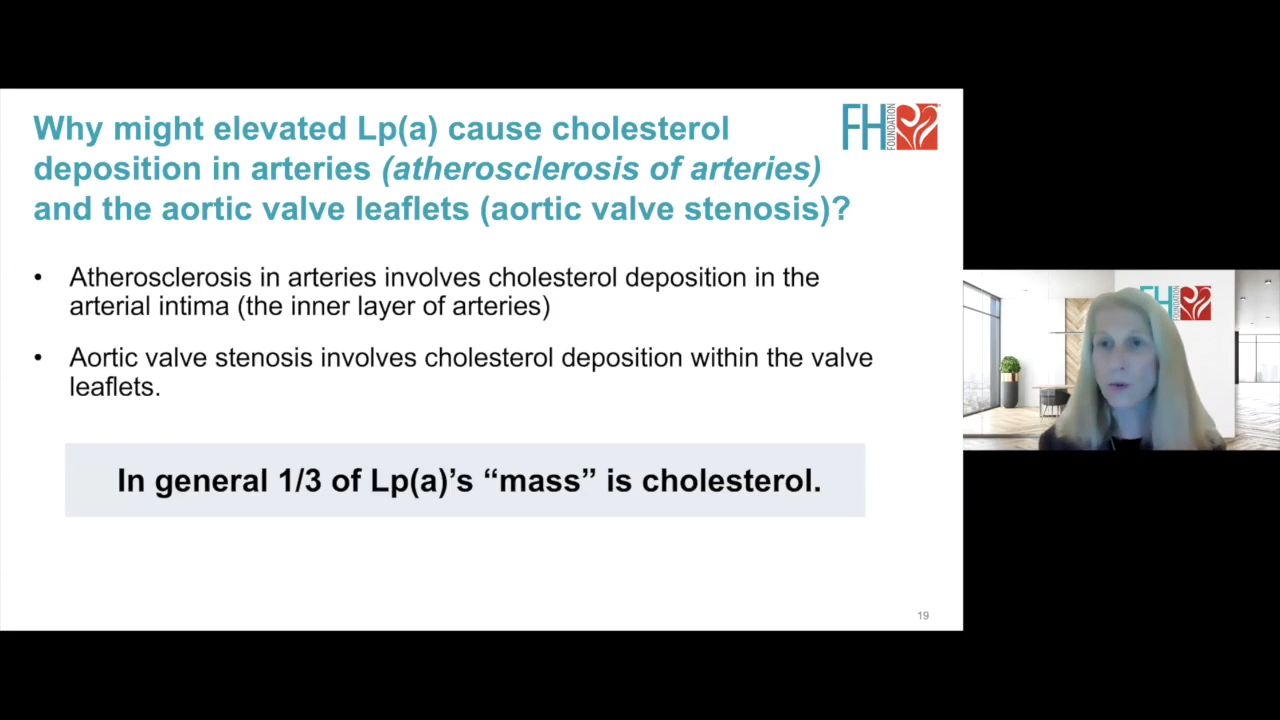 Why might elevated Lp(a) cause cholesterol
deposition in arteries (atherosclerosis of arteries)
and the aortic valve leaflets (aortic valve stenosis)?
FH
FOUNDATION
• Atherosclerosis in arteries involves cholesterol deposition in the
arterial intima (the inner layer of arteries)
• Aortic valve stenosis involves cholesterol deposition within the valve
leaflets.
In general 1/3 of Lp(a)’s “mass” is cholesterol.
19
FH
FOUNDATION